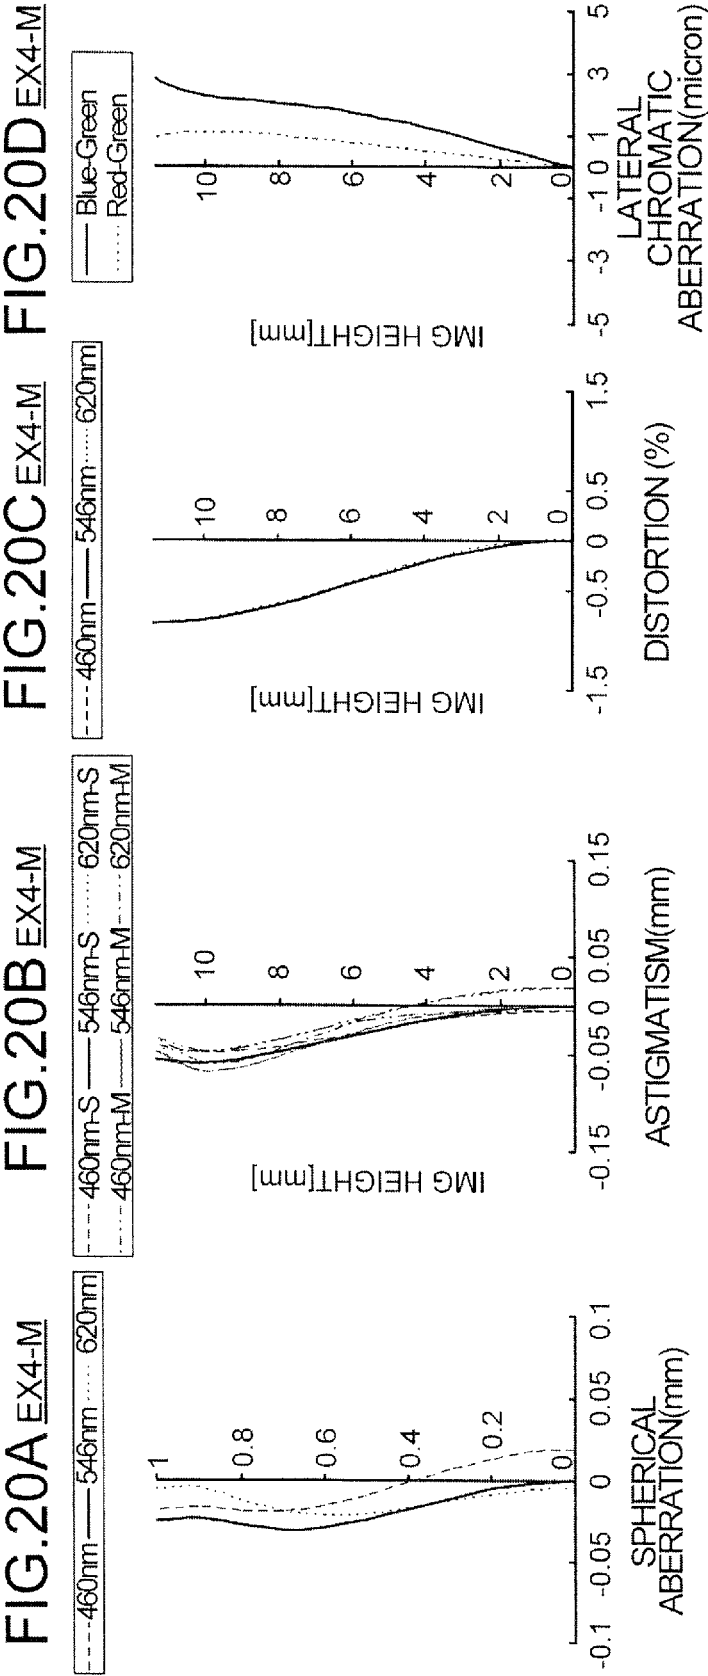 FIG.20A EX4-M
---- 460nm —— 546nm ······ 620nm
1
0.8
0.6
0.4
0.2
-0.1 -0.05 0 0.05 0.1
SPHERICAL
ABERRATION(mm)
FIG.20B EX4-M
460nm-S 546nm-S 620nm-S
460nm-M 546nm-M 620nm-M
IMG HEIGHT[mm]
10
8
6
4
2
0
-0.15 -0.05 0 0.05 0.15
ASTIGMATISM(mm)
FIG.20C EX4-M
---- 460nm —— 546nm ······ 620nm
IMG HEIGHT[mm]
10
8
6
4
2
0
-1.5 -0.5 0 0.5 1.5
DISTORTION (%)
FIG.20D EX4-M
—— Blue-Green
······ Red-Green
IMG HEIGHT[mm]
10
8
6
4
2
0
-5 -3 -1 0 1 3 5
LATERAL
CHROMATIC
ABERRATION(micron)